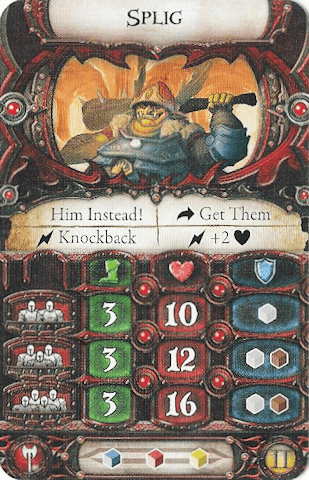 SPLIG
Him Instead!
Get Them
Knockback
+2
3 10
3 12
3 16
II